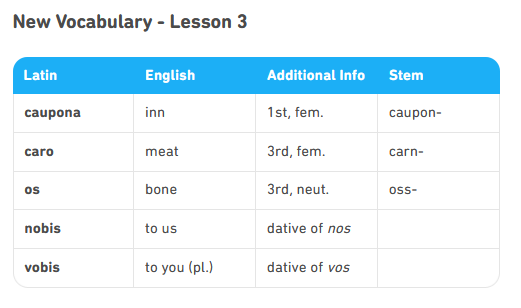 New Vocabulary - Lesson 3
Latin English Additional Info Stem
caupona inn 1st, fem. caupon-
caro meat 3rd, fem. carn-
os bone 3rd, neut. oss-
nobis to us dative of nos
vobis to you (pl.) dative of vos